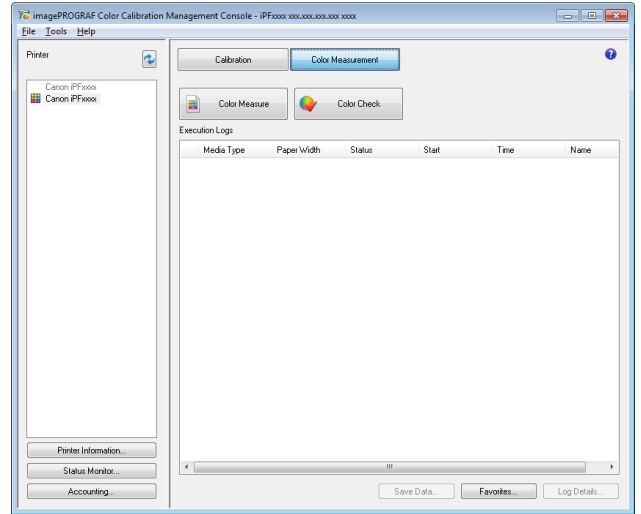 imagePROGRAF Color Calibration Management Console - iPFxxxx xxx.xxx.xxx.xxx xxxx
File Tools Help
Printer
Calibration Color Measurement
Canon iPFxxxx
Canon iPFxxxx
Color Measure Color Check
Execution Logs
Media Type Paper Width Status Start Time Name
Printer Information...
Status Monitor...
Accounting...
Save Data... Favorites... Log Details...